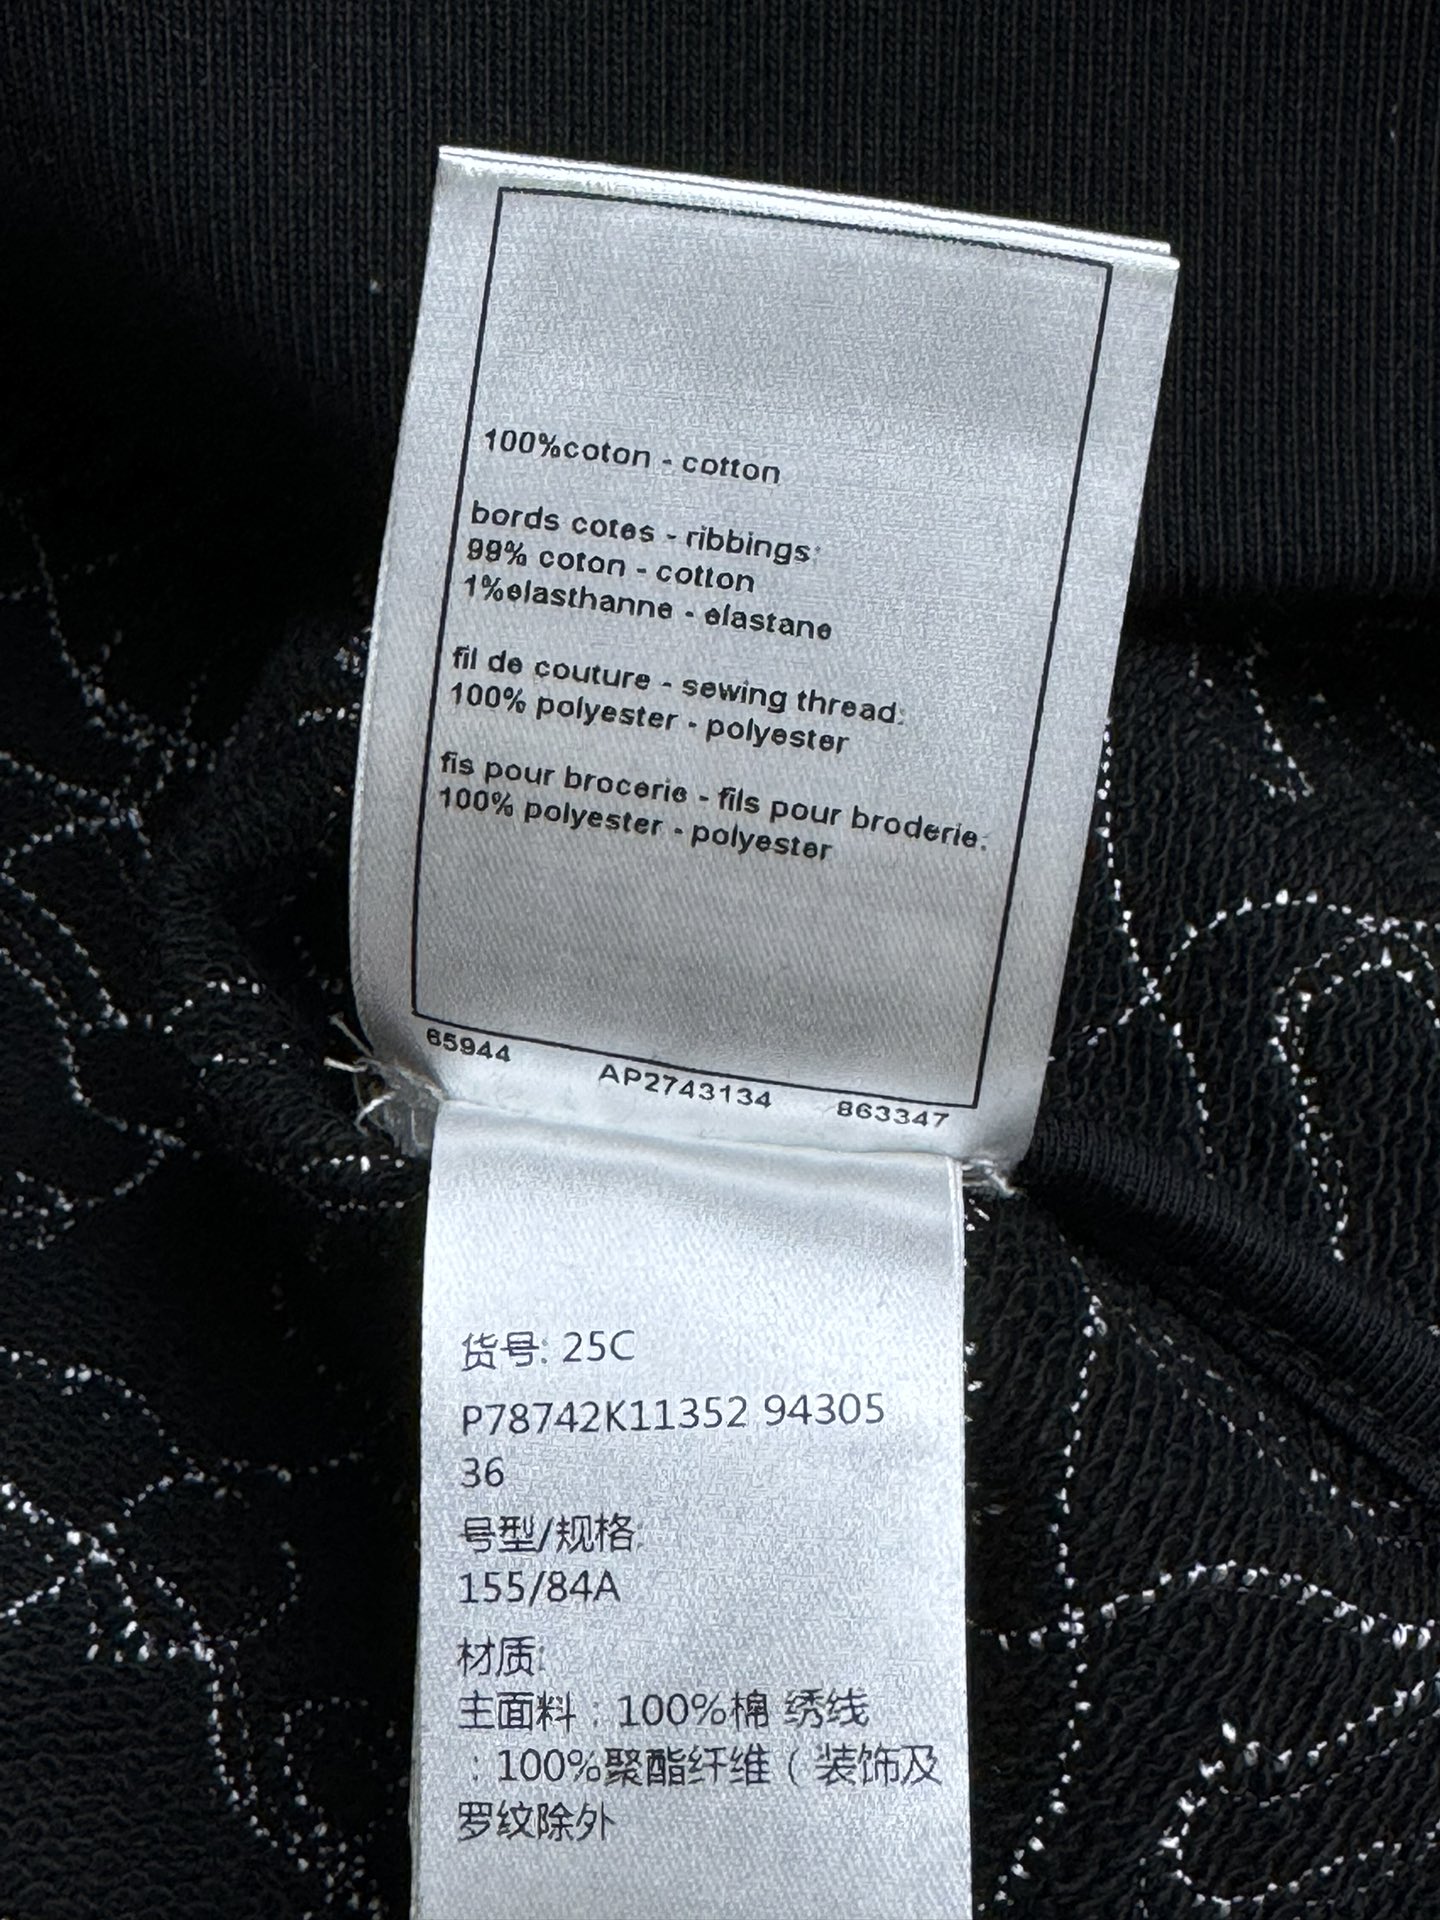 100%coton - cotton
bords cotes - ribbings:
99% coton - cotton
1%elasthanne - elastane
fil de couture - sewing thread:
100% polyester - polyester
fis pour brocerie - fils pour broderie:
100% polyester - polyester
65944 AP2743134 863347
货号: 25C
P78742K11352 94305
36
号型/规格:
155/84A
材质:
主面料：100%棉 绣线
：100%聚酯纤维（装饰及
罗纹除外